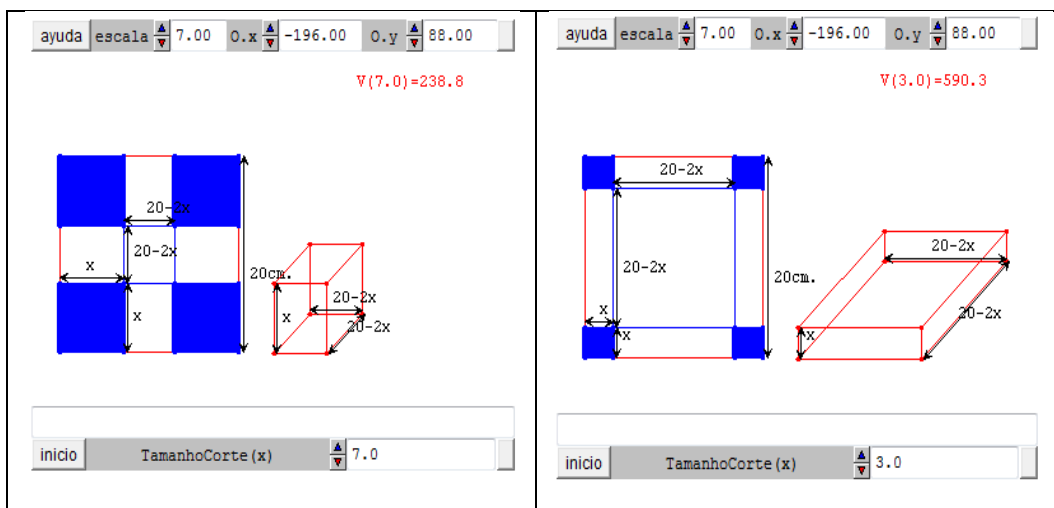 ayuda escala 7.00 O.x -196.00 O.y 88.00
V(7.0)=238.8
20-2x
20-2x
x
20cm.
x
20-2x
x
20-2x
inicio TamanhoCorte(x) 7.0
ayuda escala 7.00 O.x -196.00 O.y 88.00
V(3.0)=590.3
20-2x
20-2x
20-2x
20cm.
x
20-2x
x
x
inicio TamanhoCorte(x) 3.0